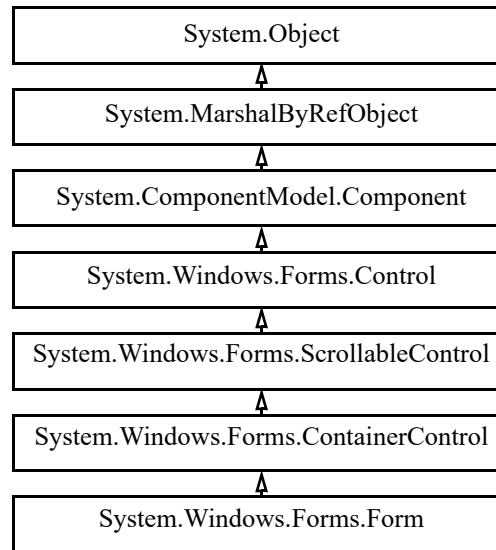 System.Object
System.MarshalByRefObject
System.ComponentModel.Component
System.Windows.Forms.Control
System.Windows.Forms.ScrollableControl
System.Windows.Forms.ContainerControl
System.Windows.Forms.Form